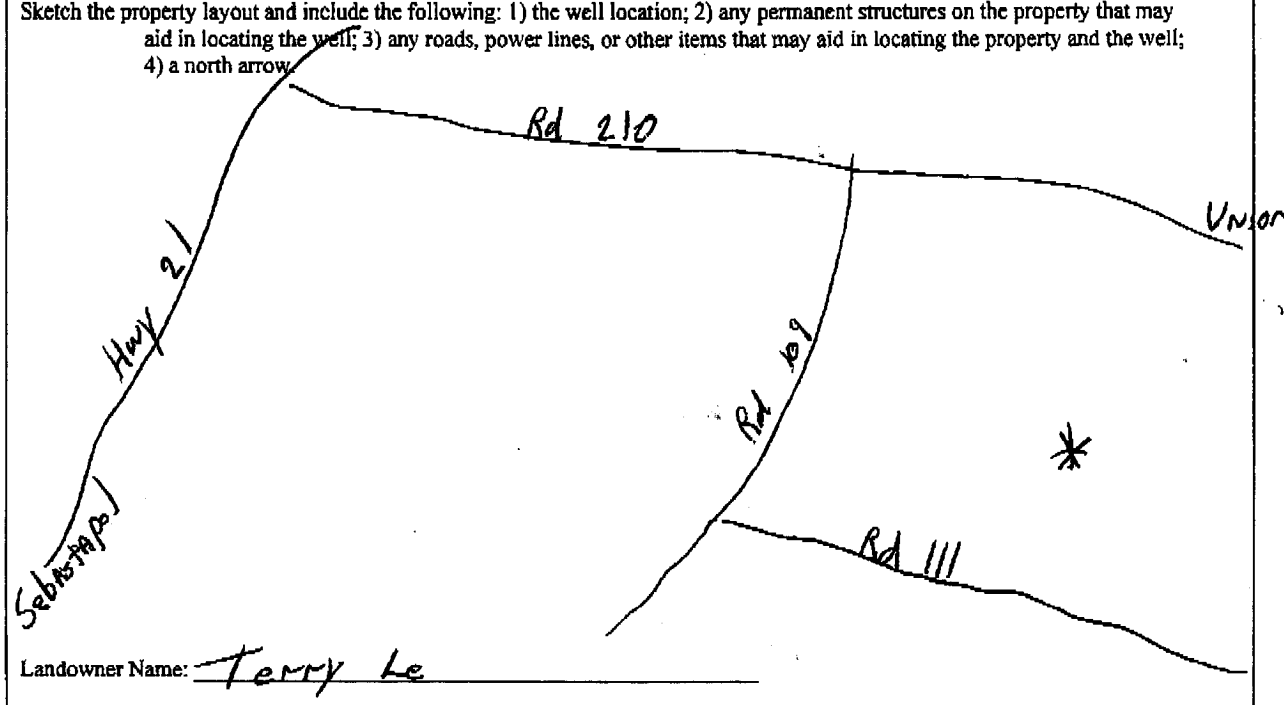 Sketch the property layout and include the following: 1) the well location; 2) any permanent structures on the property that may
aid in locating the well; 3) any roads, power lines, or other items that may aid in locating the property and the well;
4) a north arrow.
Rd 210
Union
Hwy 21
Rd 109
Rd 111
Sebastapol
Landowner Name: Terry Le